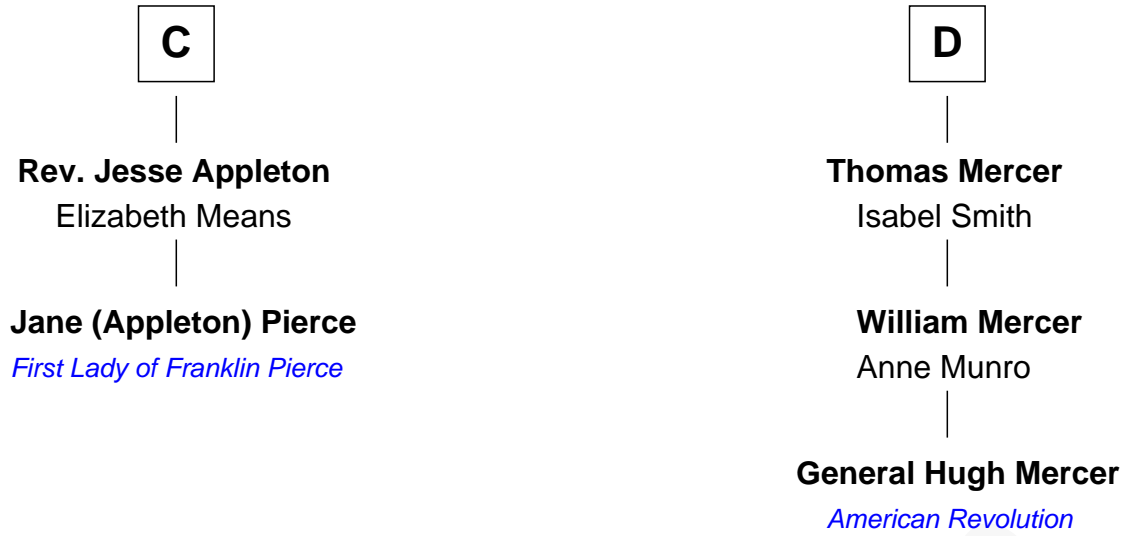 C
Rev. Jesse Appleton
Elizabeth Means
Jane (Appleton) Pierce
First Lady of Franklin Pierce
D
Thomas Mercer
Isabel Smith
William Mercer
Anne Munro
General Hugh Mercer
American Revolution